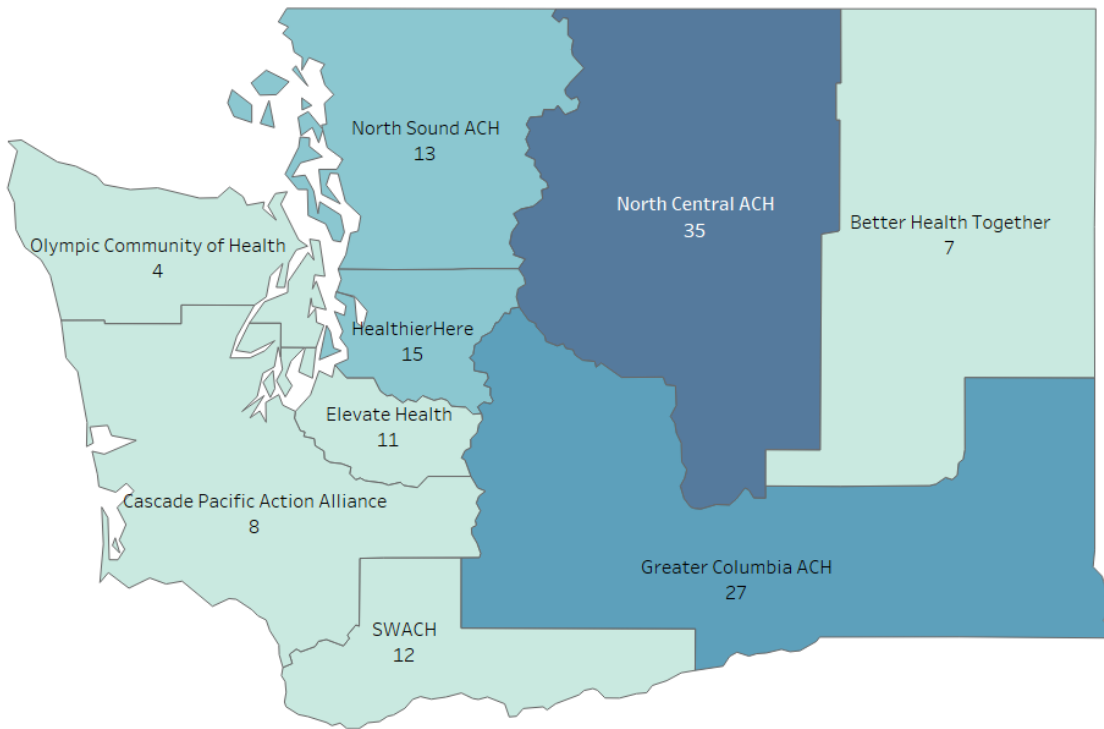 North Sound ACH
13
North Central ACH
35
Better Health Together
7
Olympic Community of Health
4
HealthierHere
15
Elevate Health
11
Cascade Pacific Action Alliance
8
Greater Columbia ACH
27
SWACH
12